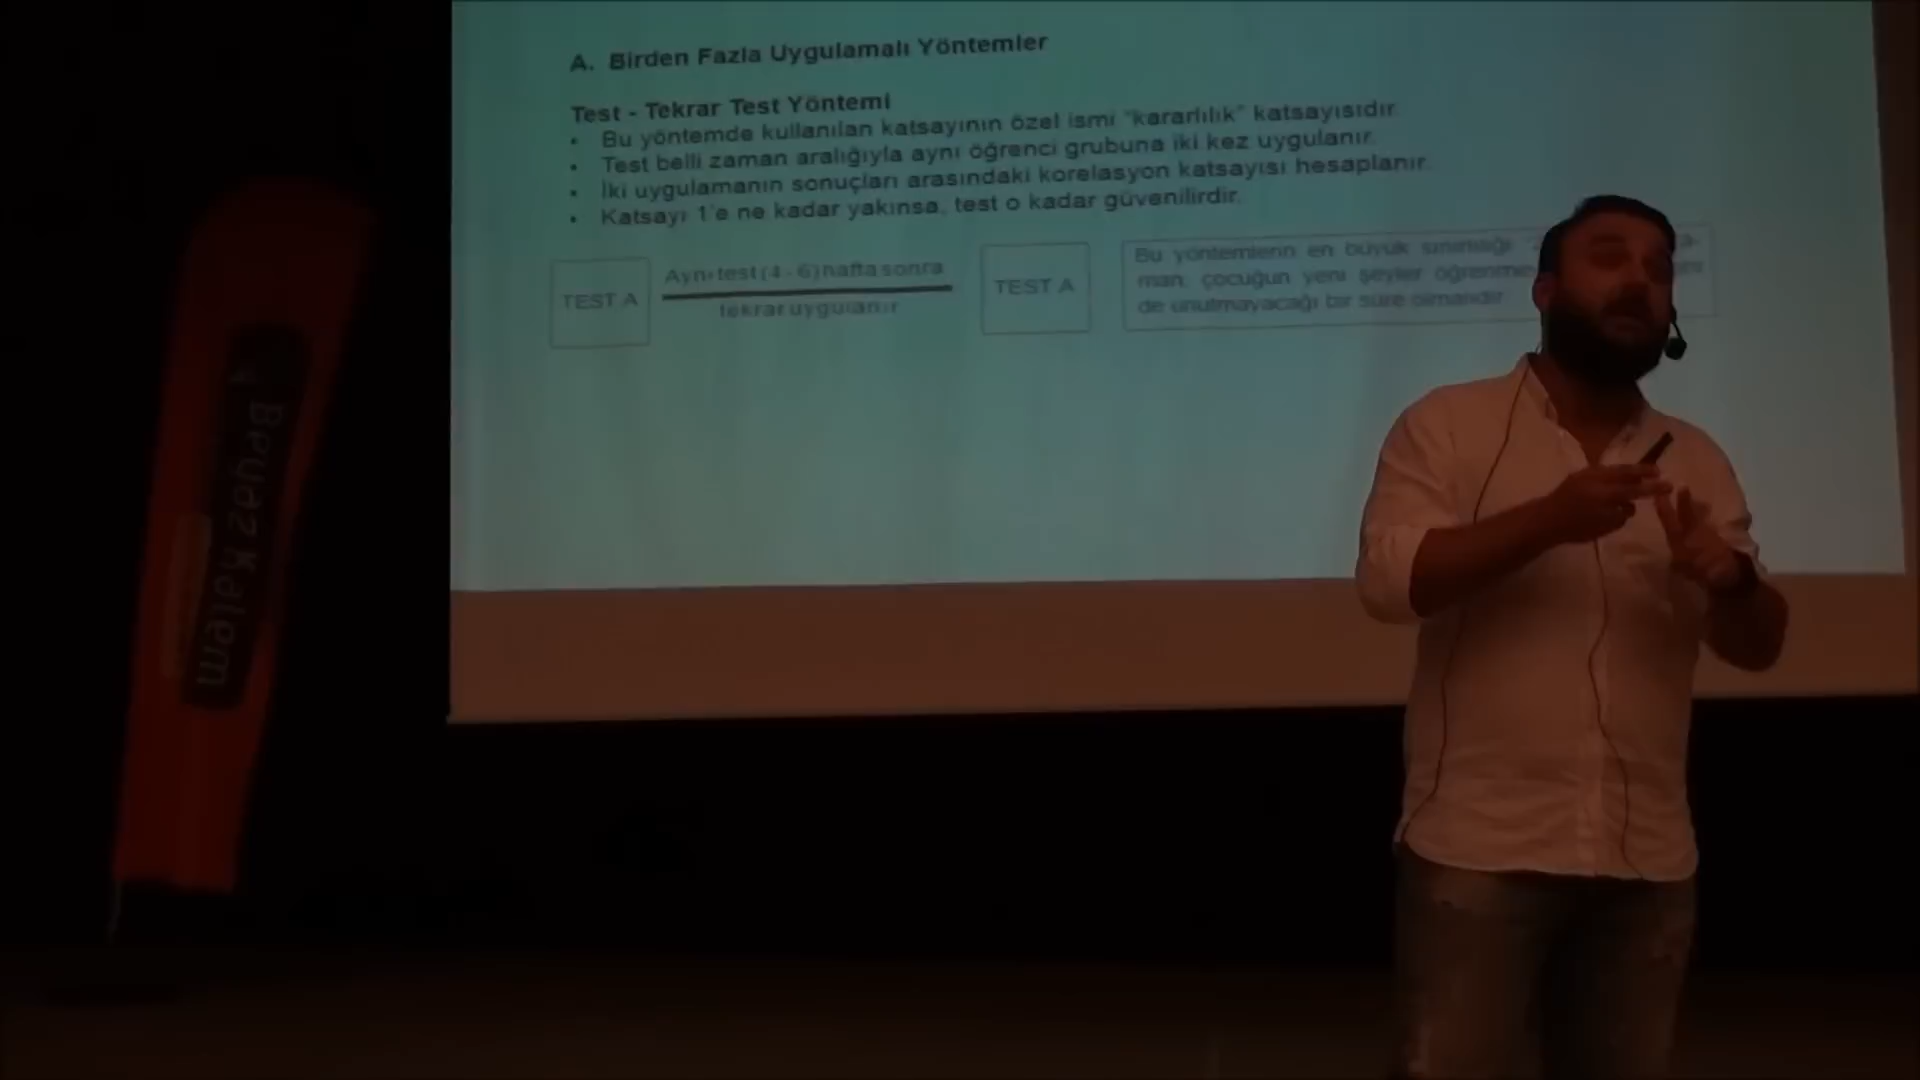 A. Birden Fazla Uygulamalı Yöntemler
Test - Tekrar Test Yöntemi
• Bu yöntemde kullanılan katsayının özel ismi "kararlılık" katsayısıdır.
• Test belli zaman aralığıyla aynı öğrenci grubuna iki kez uygulanır.
• İki uygulamanın sonuçları arasındaki korelasyon katsayısı hesaplanır.
• Katsayı 1'e ne kadar yakınsa, test o kadar güvenilirdir.
TEST A
Aynı test (4 - 6) hafta sonra
tekrar uygulanır
TEST A
Bu yöntemlerin en büyük sınırlılığı
man, çocuğun yeni şeyler
de unutmayacağı bir süre olmalıdır.
Beyaz Kalem